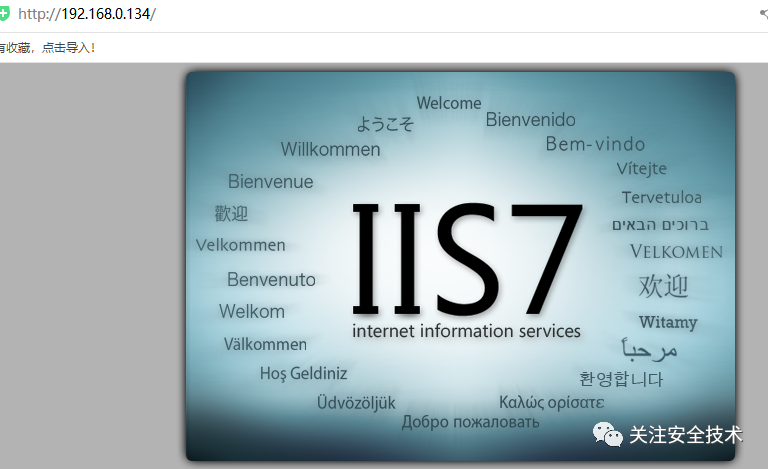 http://192.168.0.134/
有收藏，点击导入！
Welcome
ようこそ
Bienvenido
Willkommen
Bem-vindo
Vítejte
Bienvenue
Tervetuloa
歡迎
ברוכים הבאים
Velkommen
VELKOMEN
IIS7
Benvenuto
欢迎
Welkom
Witamy
internet information services
Välkommen
مرحباً
Hoş Geldiniz
환영합니다
Üdvözöljük
Καλώς ορίσατε
Добро пожаловать
关注安全技术